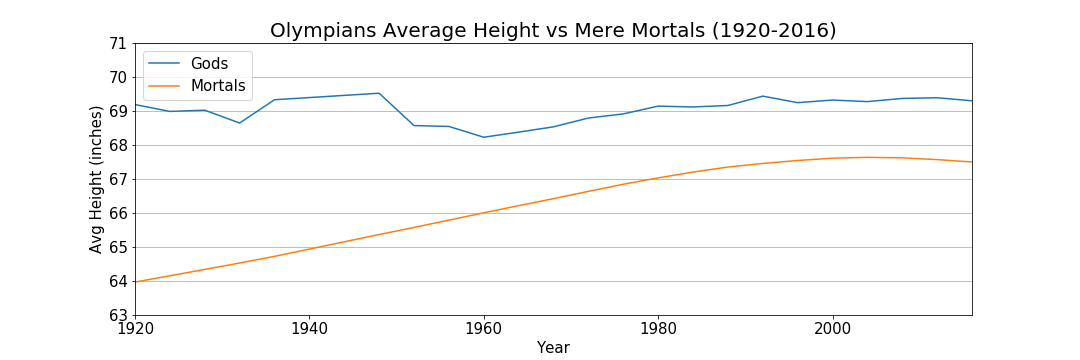 Olympians Average Height vs Mere Mortals (1920-2016)
Gods
Mortals
Avg Height (inches)
71
70
69
68
67
66
65
64
63
1920
1940
1960
1980
2000
Year